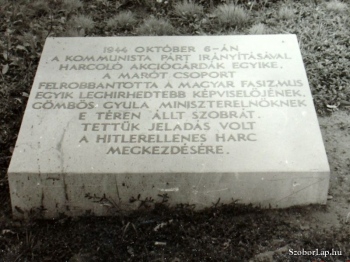 1944 OKTÓBER 6-ÁN
A KOMMUNISTA PÁRT IRÁNYÍTÁSÁVAL
HARCOLÓ AKCIÓGÁRDÁK EGYIKE,
A MARÓT CSOPORT
FELROBBANTOTTA A MAGYAR FASIZMUS
EGYIK LEGHIRHEDTEBB KÉPVISELŐJÉNEK,
GÖMBÖS GYULA MINISZTERELNÖKNEK
E TÉREN ÁLLT SZOBRÁT.
TETTÜK JELADÁS VOLT
A HITLERELLENES HARC
MEGKEZDÉSÉRE.
SzoborLap.hu